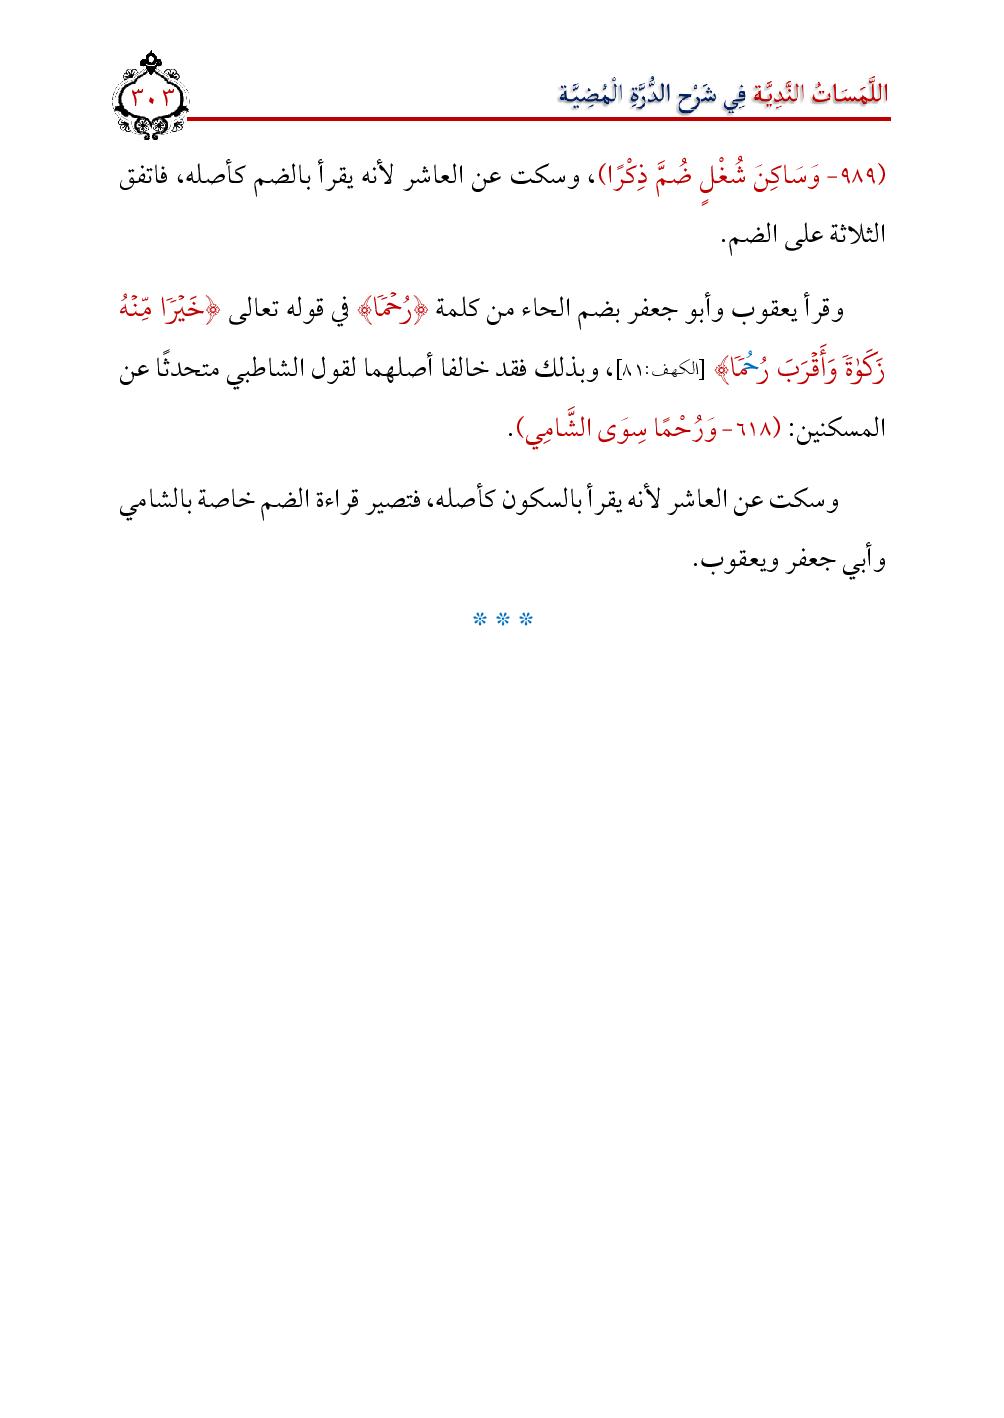 اللَّمَسَاتُ النَّدِيَّة فِي شَرْحِ الدُّرَّةِ الْمُضِيَّة
٣٠٣
(٩٨٩- وَسَاكِنَ شُغْلٍ ضُمَّ ذِكْرًا)، وسكت عن العاشر لأنه يقرأ بالضم كأصله، فاتفق
الثلاثة على الضم.
وقرأ يعقوب وأبو جعفر بضم الحاء من كلمة ﴿رُحۡمٗا﴾ في قوله تعالى ﴿خَيۡرٗا مِّنۡهُ
زَكَوٰةٗ وَأَقۡرَبَ رُحُمٗا﴾ [الكهف:٨١]، وبذلك فقد خالفا أصلهما لقول الشاطبي متحدثًا عن
المسكنين: (٦١٨- وَرُحْمًا سِوَى الشَّامِي).
وسكت عن العاشر لأنه يقرأ بالسكون كأصله، فتصير قراءة الضم خاصة بالشامي
وأبي جعفر ويعقوب.
* * *